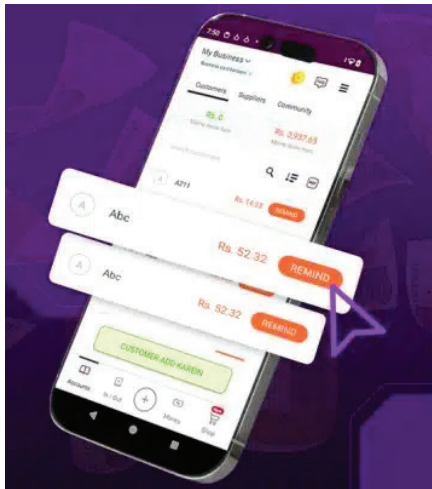 7:50
My Business
Customers
Suppliers
Community
Rs. 0
Rs. 3,937.65
A211
Rs. 14.53
REMIND
A
Abc
Rs. 52.32
REMIND
A
Abc
Rs. 52.32
REMIND
CUSTOMER ADD KAREIN
Accounts
In / Out
Money
Shop